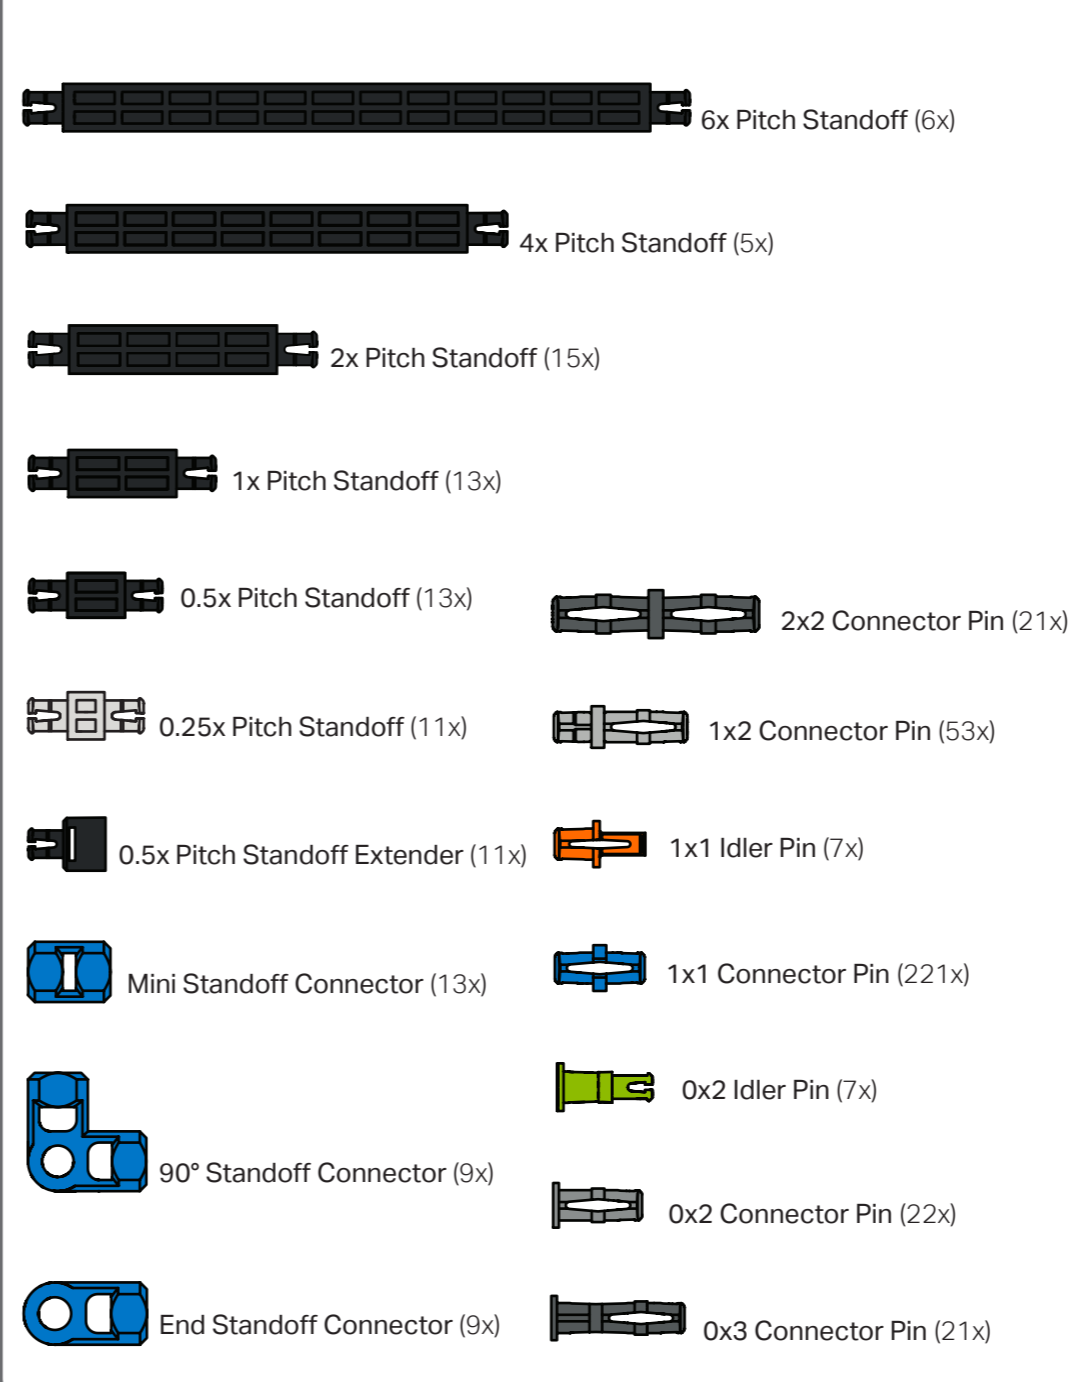 6x Pitch Standoff (6x)
4x Pitch Standoff (5x)
2x Pitch Standoff (15x)
1x Pitch Standoff (13x)
0.5x Pitch Standoff (13x)
0.25x Pitch Standoff (11x)
0.5x Pitch Standoff Extender (11x)
Mini Standoff Connector (13x)
90° Standoff Connector (9x)
End Standoff Connector (9x)
2x2 Connector Pin (21x)
1x2 Connector Pin (53x)
1x1 Idler Pin (7x)
1x1 Connector Pin (221x)
0x2 Idler Pin (7x)
0x2 Connector Pin (22x)
0x3 Connector Pin (21x)